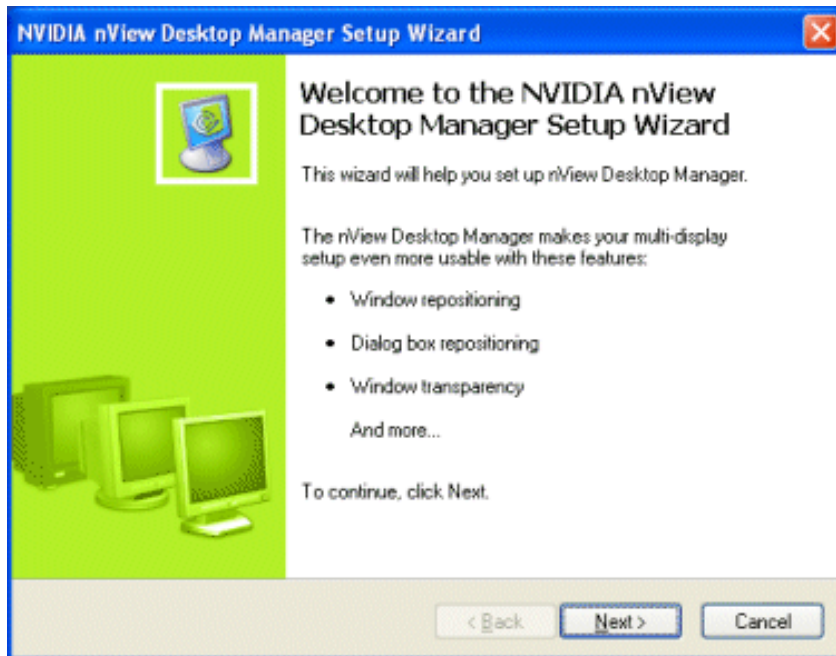 NVIDIA nView Desktop Manager Setup Wizard
Welcome to the NVIDIA nView
Desktop Manager Setup Wizard
This wizard will help you set up nView Desktop Manager.
The nView Desktop Manager makes your multi-display
setup even more usable with these features:
• Window repositioning
• Dialog box repositioning
• Window transparency
And more...
To continue, click Next.
< Back
Next >
Cancel